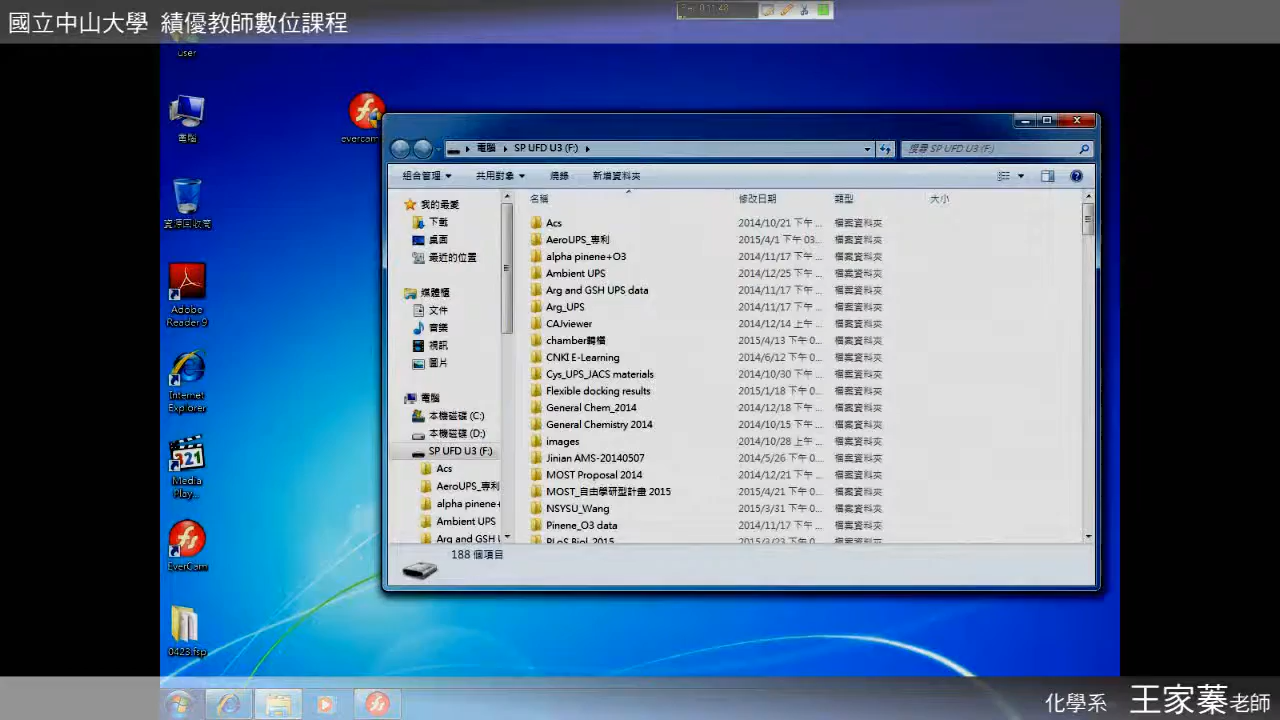 國立中山大學 績優教師數位課程
user
電腦
資源回收筒
Adobe
Reader 9
Internet
Explorer
Media
Play...
EverCam
0423.fsp
evercam
電腦 SP UFD U3 (F:)
搜尋 SP UFD U3 (F:)
組合管理 共用對象 燒錄 新增資料夾
我的最愛
下載
桌面
最近的位置
媒體櫃
文件
音樂
視訊
圖片
電腦
本機磁碟 (C:)
本機磁碟 (D:)
SP UFD U3 (F:)
Acs
AeroUPS_專利
alpha pinene+
Ambient UPS
Arg and GSH
名稱 修改日期 類型 大小
Acs 2014/10/21 下午 ... 檔案資料夾
AeroUPS_專利 2015/4/1 下午 03... 檔案資料夾
alpha pinene+O3 2014/11/17 下午 ... 檔案資料夾
Ambient UPS 2014/12/25 下午 ... 檔案資料夾
Arg and GSH UPS data 2014/11/17 下午 ... 檔案資料夾
Arg_UPS 2014/11/17 下午 ... 檔案資料夾
CAJviewer 2014/12/14 上午 ... 檔案資料夾
chamber體積 2015/4/13 下午 0... 檔案資料夾
CNKI E-Learning 2014/6/12 下午 0... 檔案資料夾
Cys_UPS_JACS materials 2014/10/30 下午 ... 檔案資料夾
Flexible docking results 2015/1/18 下午 0... 檔案資料夾
General Chem_2014 2014/12/18 下午 ... 檔案資料夾
General Chemistry 2014 2014/10/15 下午 ... 檔案資料夾
images 2014/10/28 上午 ... 檔案資料夾
Jinian AMS-20140507 2014/5/26 下午 0... 檔案資料夾
MOST Proposal 2014 2014/12/21 下午 ... 檔案資料夾
MOST_自由學研型計畫 2015 2015/4/21 下午 0... 檔案資料夾
NSYSU_Wang 2015/3/31 下午 0... 檔案資料夾
Pinene_O3 data 2014/11/17 下午 ... 檔案資料夾
PLoS Biol_2015 2015/3/23 下午 0... 檔案資料夾
188 個項目
化學系 王家蓁老師